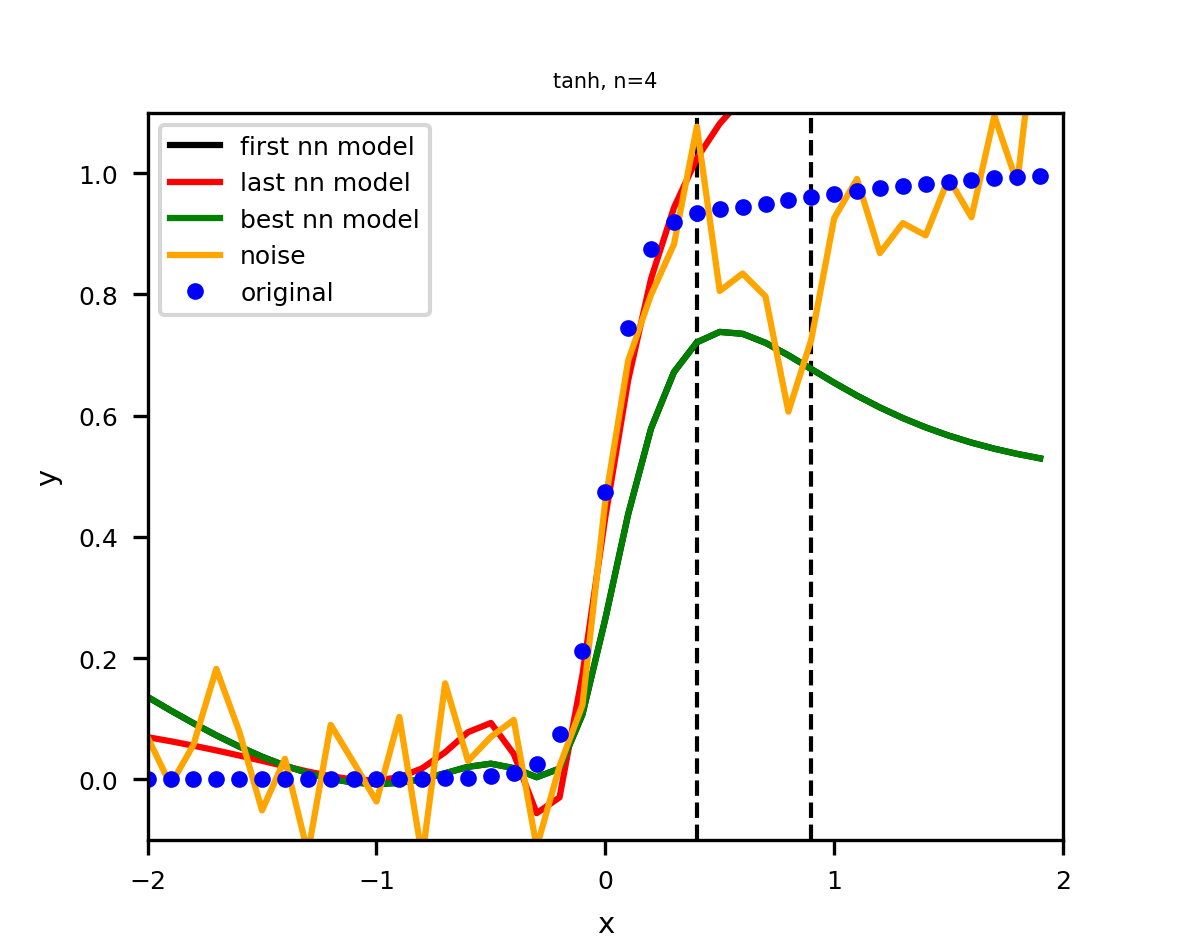 tanh, n=4
first nn model
last nn model
best nn model
noise
original
1.0
0.8
0.6
0.4
0.2
0.0
y
−2
−1
0
1
2
x